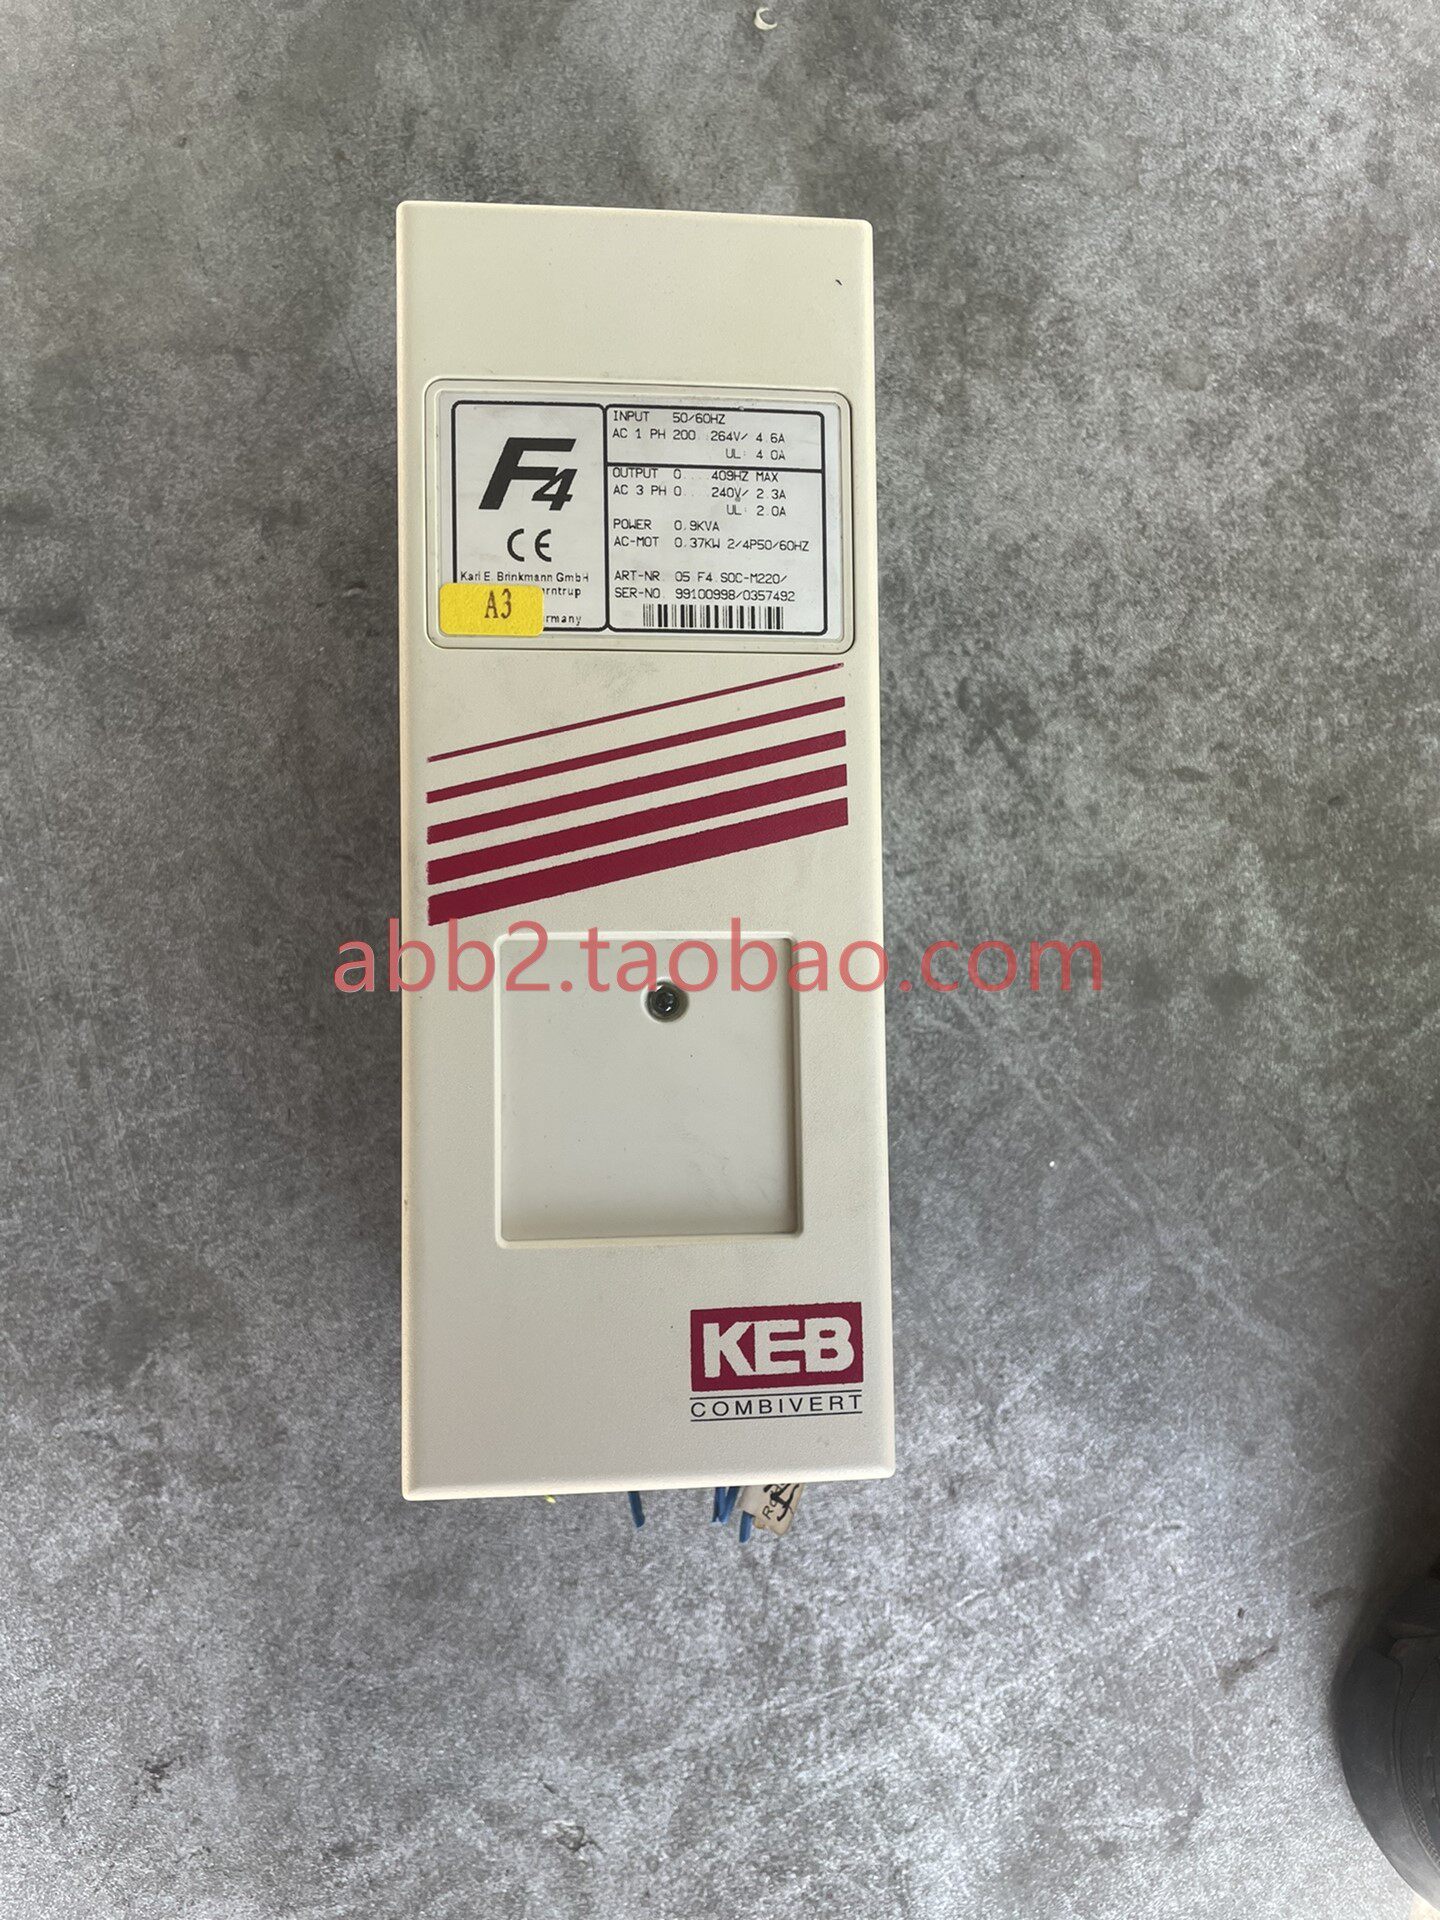 F4
CE
Karl E. Brinkmann GmbH
A3
INPUT 50/60HZ
AC 1 PH 200...264V/ 4.6A
UL: 4.0A
OUTPUT 0....409HZ MAX
AC 3 PH 0....240V/ 2.3A
UL: 2.0A
POWER 0.9KVA
AC-MOT 0.37KW 2/4P50/60HZ
ART-NR. 05.F4.S0C-M220/
SER-NO. 99100998/0357492
abb2.taobao.com
KEB
COMBIVERT